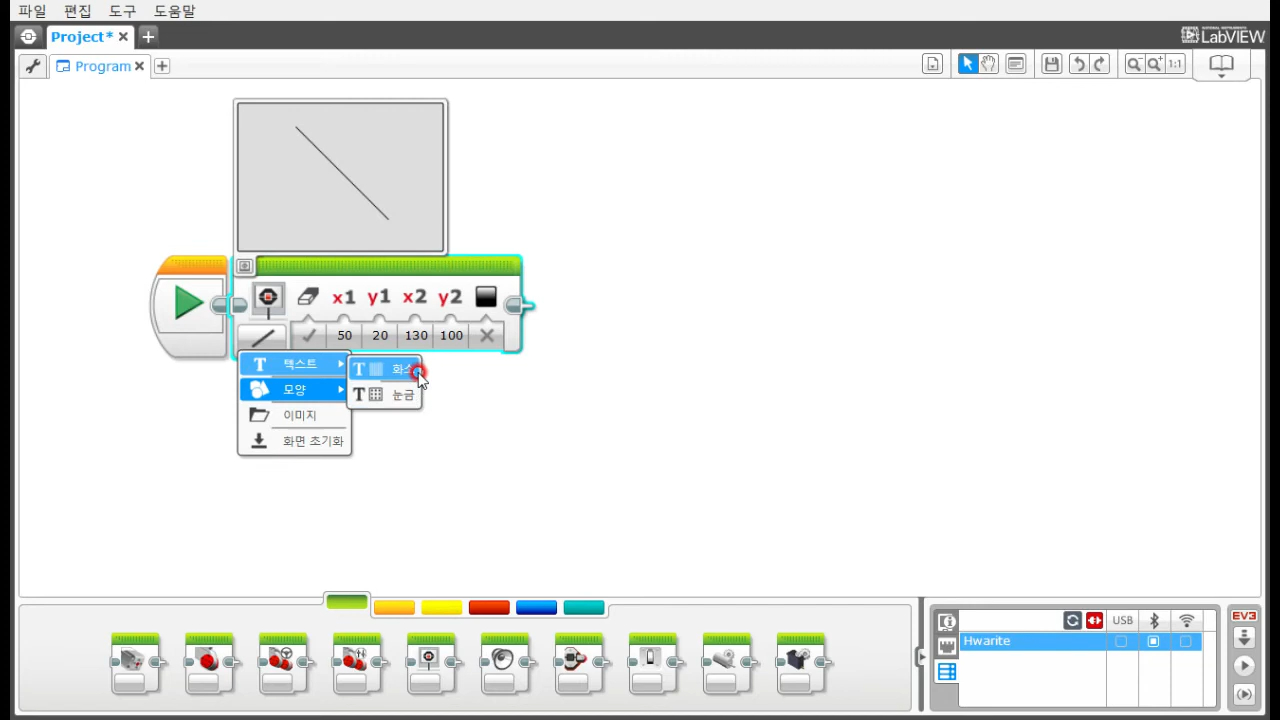 파일 편집 도구 도움말
Project*
LabVIEW
Program
1:1
x1 y1 x2 y2
50 20 130 100
텍스트
모양
이미지
화면 초기화
T 눈금
USB
EV3
Hwarite